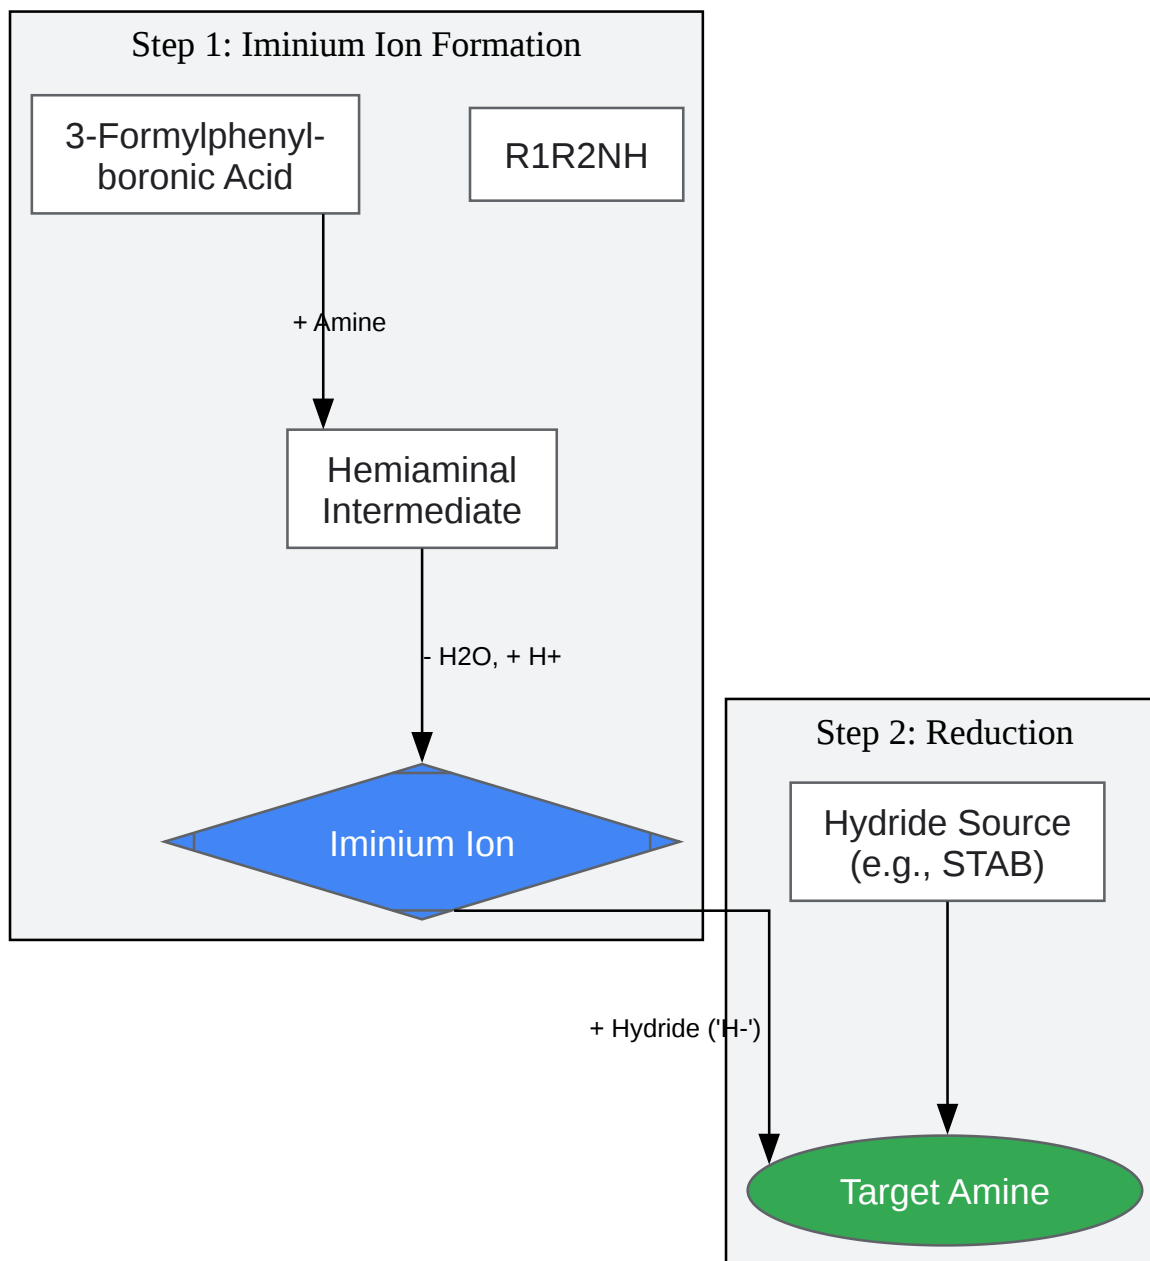 Step 1: Iminium Ion Formation
3-Formylphenyl-
boronic Acid
R1R2NH
+ Amine
Hemiaminal
Intermediate
- H2O, + H+
Iminium Ion
Step 2: Reduction
Hydride Source
(e.g., STAB)
+ Hydride ('H-')
Target Amine